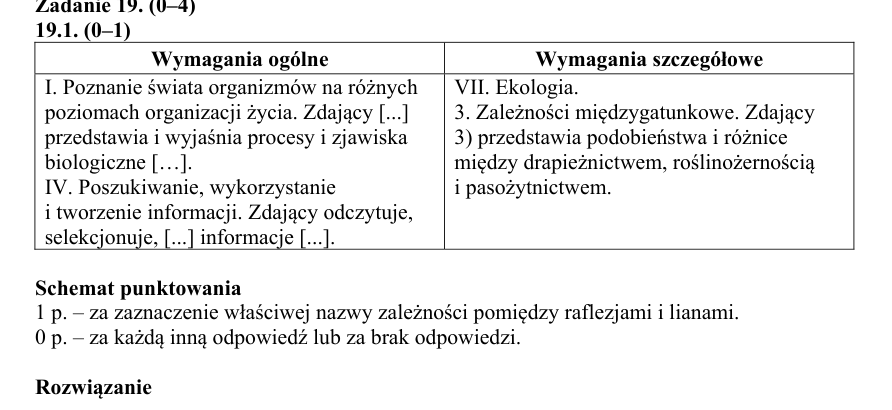 Zadanie 19. (0–4)
19.1. (0–1)
Wymagania ogólne
Wymagania szczegółowe
I. Poznanie świata organizmów na różnych
poziomach organizacji życia. Zdający [...]
przedstawia i wyjaśnia procesy i zjawiska
biologiczne […].
IV. Poszukiwanie, wykorzystanie
i tworzenie informacji. Zdający odczytuje,
selekcjonuje, [...] informacje [...].
VII. Ekologia.
3. Zależności międzygatunkowe. Zdający
3) przedstawia podobieństwa i różnice
między drapieżnictwem, roślinożernością
i pasożytnictwem.
Schemat punktowania
1 p. – za zaznaczenie właściwej nazwy zależności pomiędzy raflezjami i lianami.
0 p. – za każdą inną odpowiedź lub za brak odpowiedzi.
Rozwiązanie